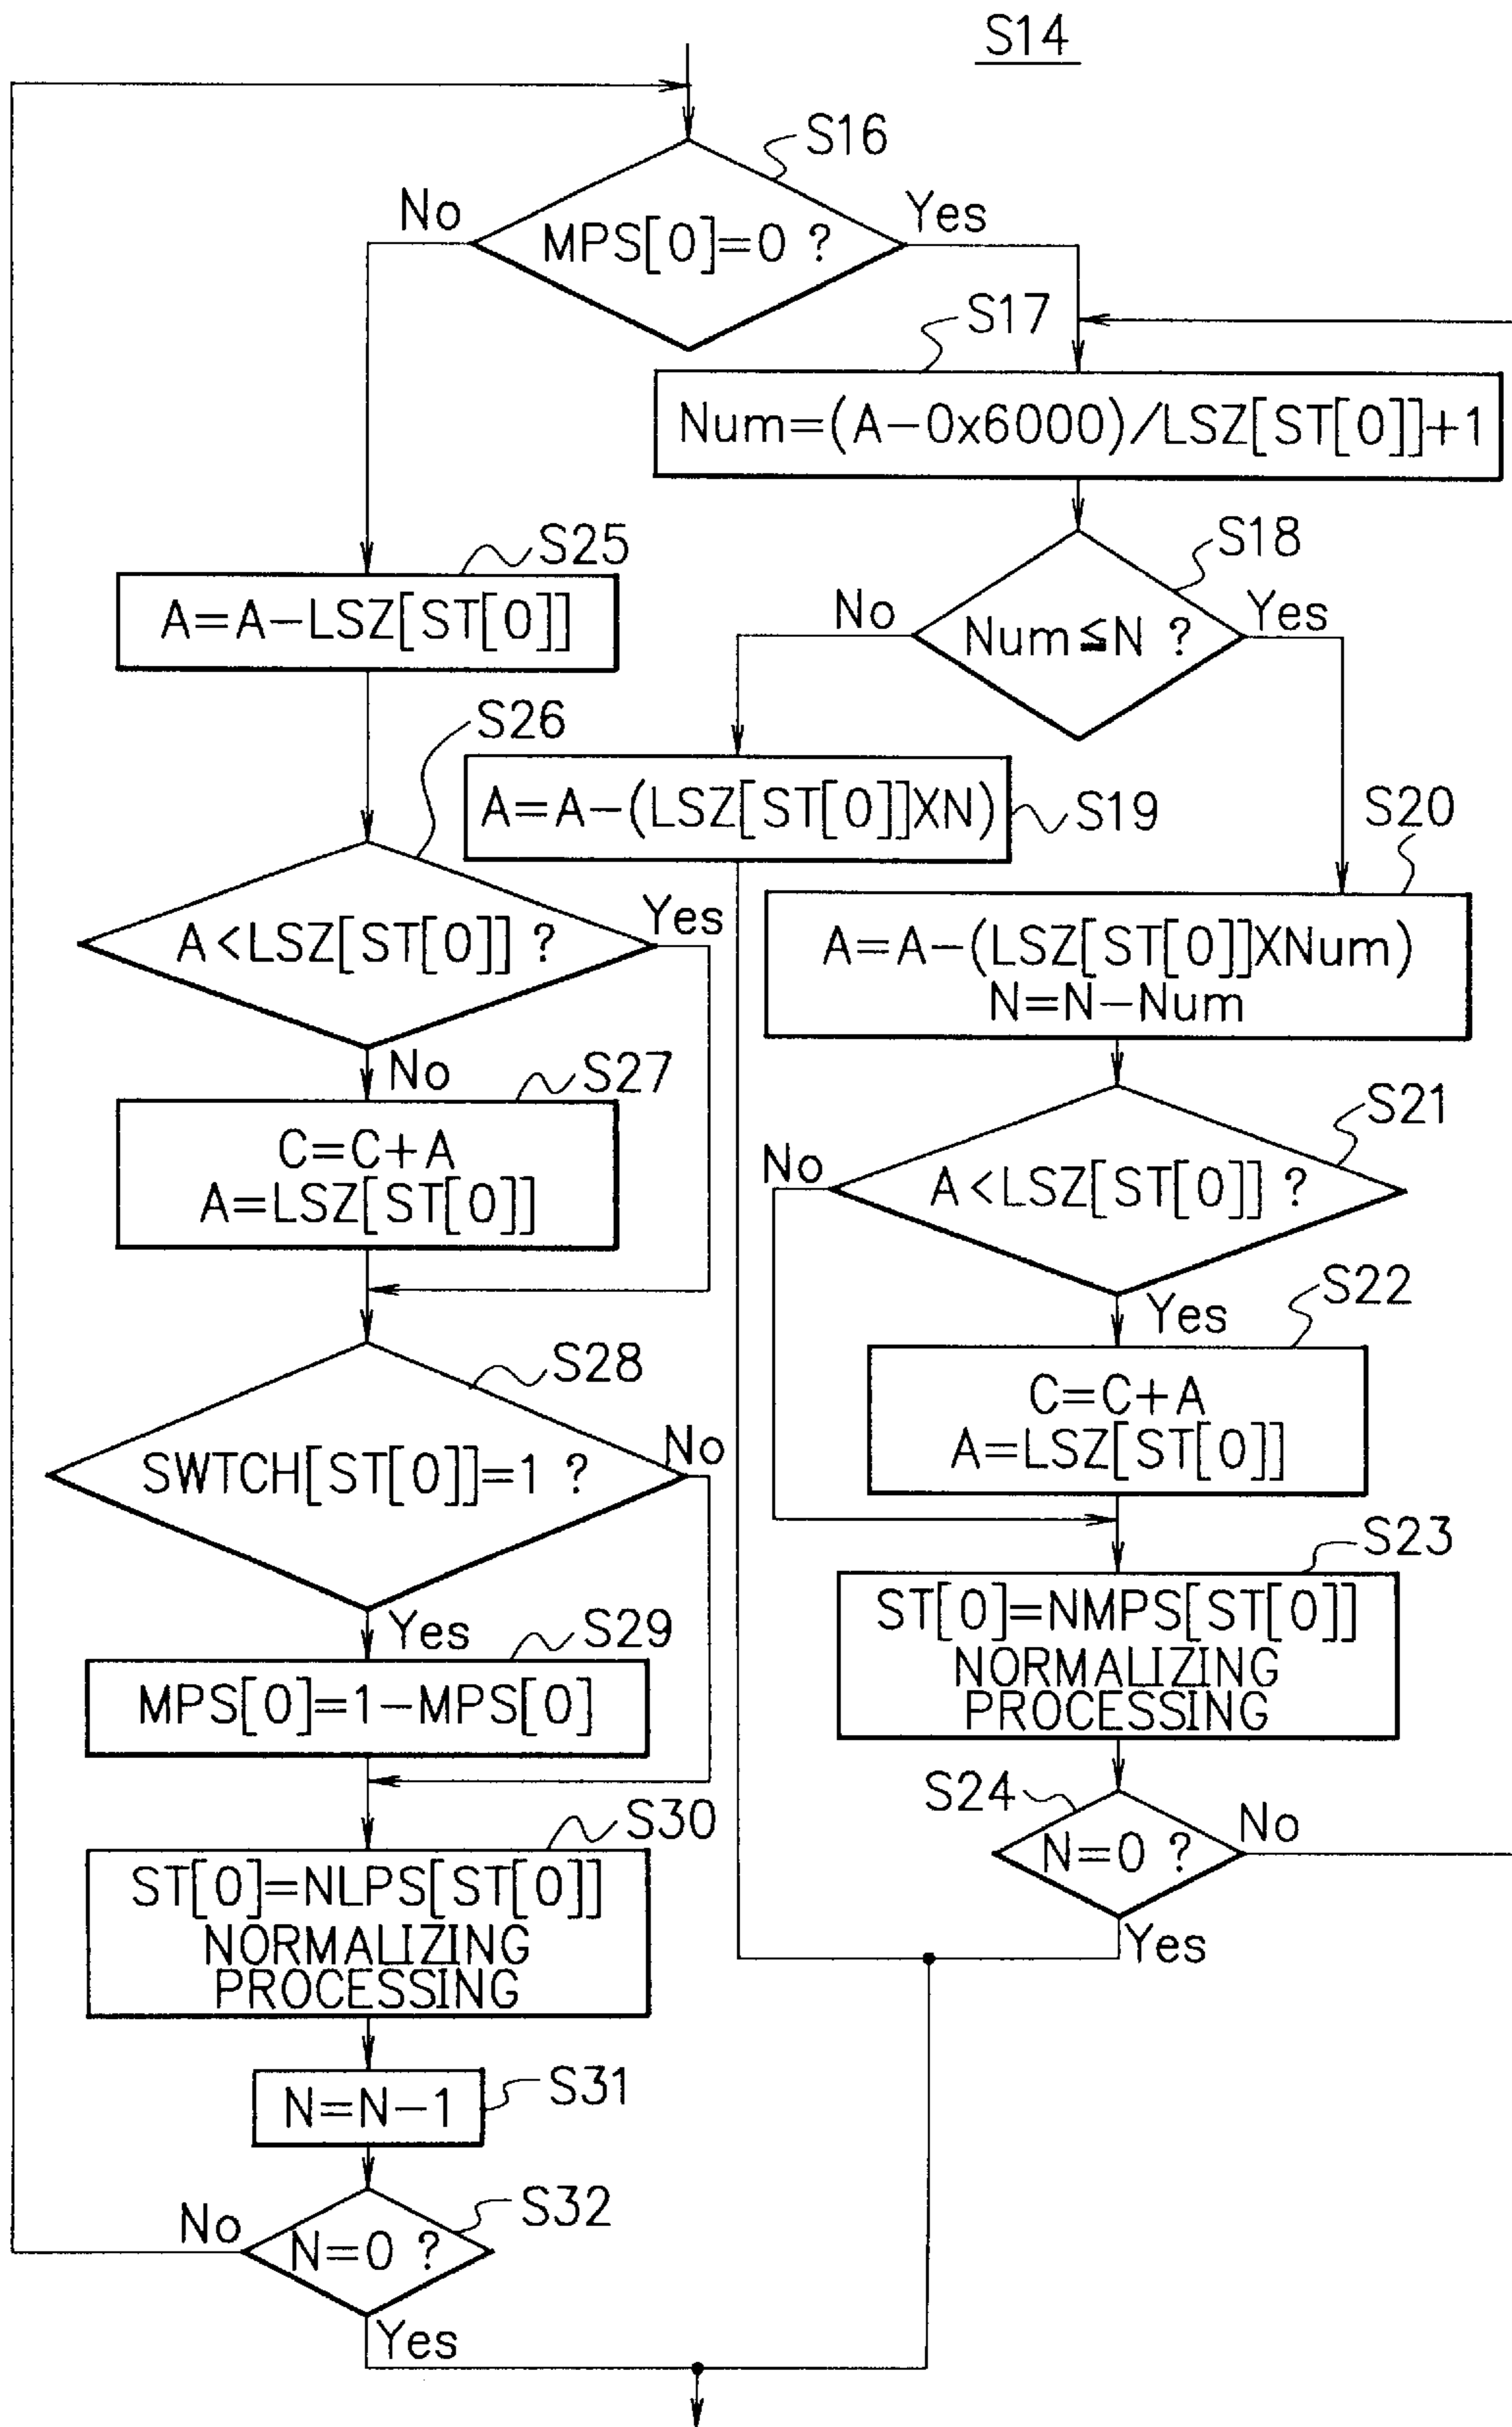 S14
S16
No
Yes
MPS[0]=0 ?
S17
Num=(A-0x6000)/LSZ[ST[0]]+1
S25
S18
A=A-LSZ[ST[0]]
No
Yes
Num≦N ?
S26
A=A-(LSZ[ST[0]]XN)
S19
S20
A<LSZ[ST[0]] ?
Yes
A=A-(LSZ[ST[0]]XNum)
N=N-Num
No
S27
C=C+A
A=LSZ[ST[0]]
S21
No
A<LSZ[ST[0]] ?
S22
Yes
C=C+A
A=LSZ[ST[0]]
S28
No
SWTCH[ST[0]]=1 ?
S23
ST[0]=NMPS[ST[0]]
NORMALIZING
PROCESSING
Yes
S29
MPS[0]=1-MPS[0]
S24
No
N=0 ?
Yes
S30
ST[0]=NLPS[ST[0]]
NORMALIZING
PROCESSING
S31
N=N-1
S32
No
N=0 ?
Yes